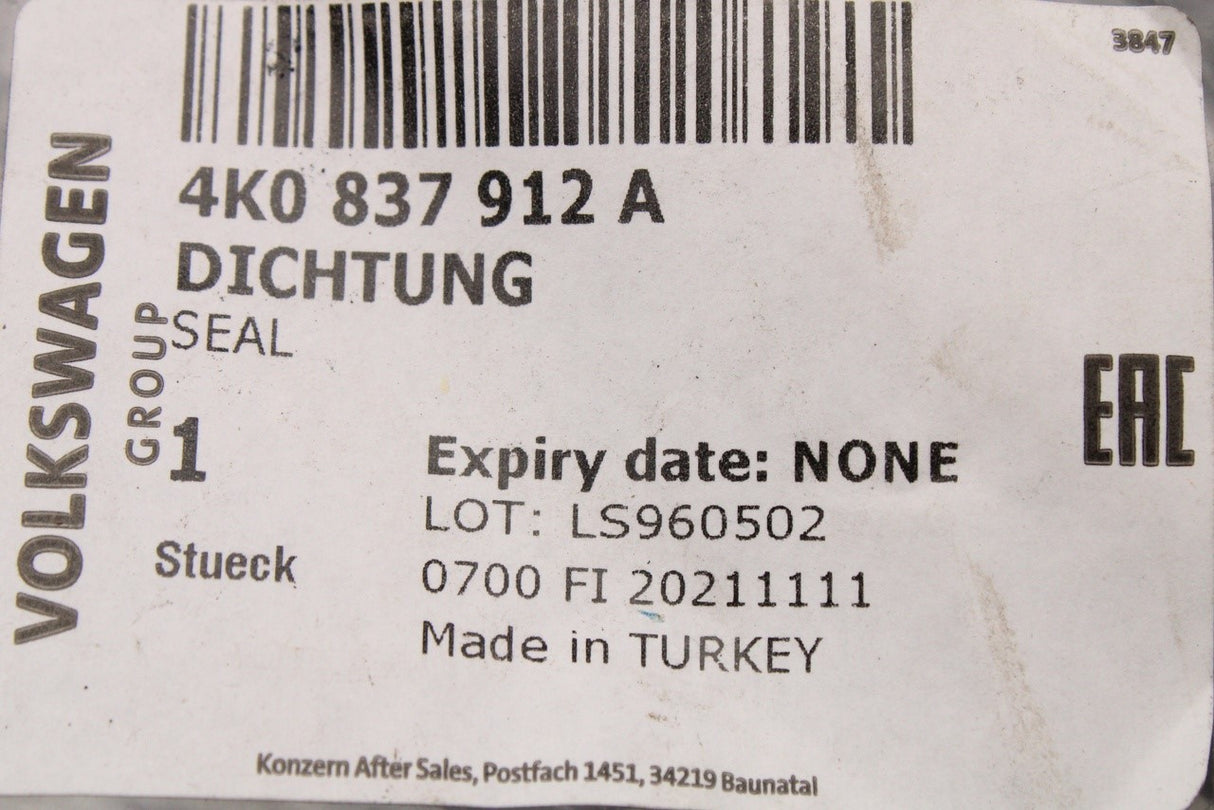 3847
VOLKSWAGEN
GROUP
4K0 837 912 A
DICHTUNG
SEAL
1
Stueck
Expiry date: NONE
LOT: LS960502
0700 FI 20211111
Made in TURKEY
EAC
Konzern After Sales, Postfach 1451, 34219 Baunatal